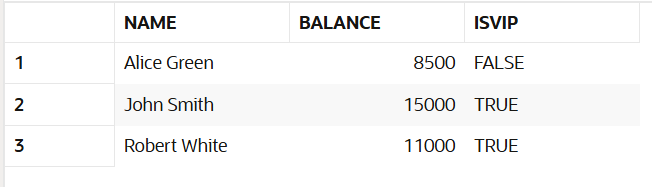 NAME BALANCE ISVIP
1 Alice Green 8500 FALSE
2 John Smith 15000 TRUE
3 Robert White 11000 TRUE